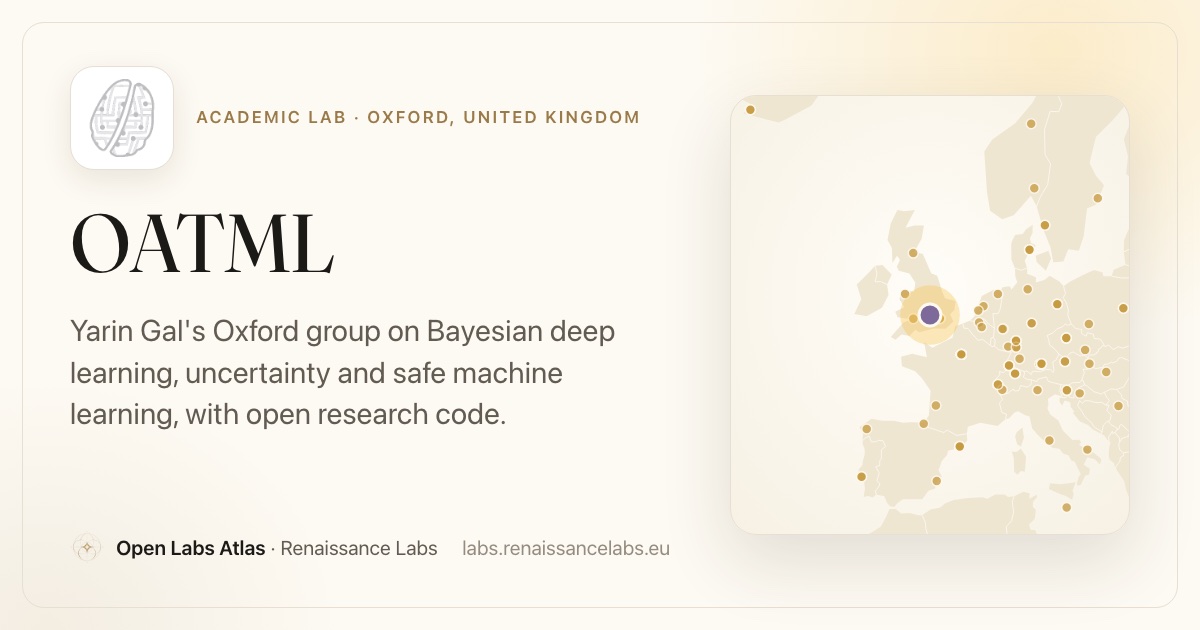 ACADEMIC LAB · OXFORD, UNITED KINGDOM
OATML
Yarin Gal's Oxford group on Bayesian deep
learning, uncertainty and safe machine
learning, with open research code.
Open Labs Atlas · Renaissance Labs labs.renaissancelabs.eu